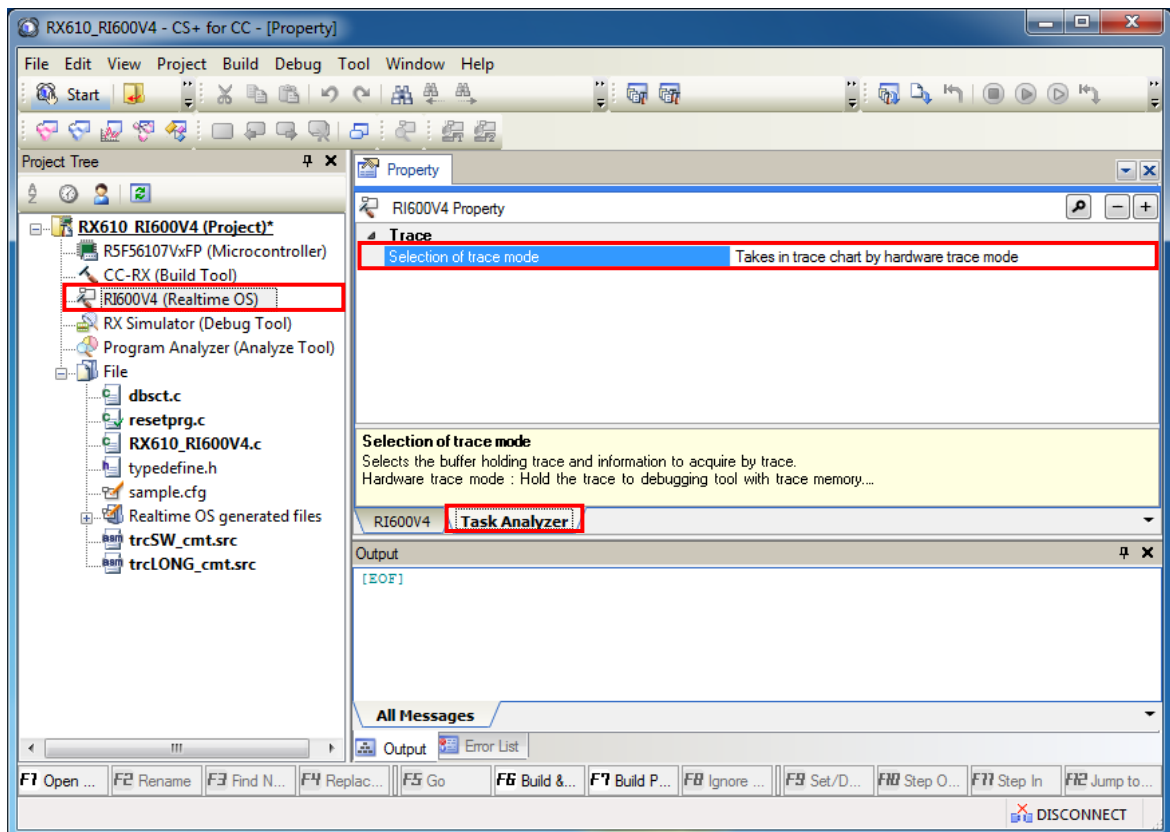 RX610_RI600V4 - CS+ for CC - [Property]
File Edit View Project Build Debug Tool Window Help
Start
Project Tree
Property
RI600V4 Property
RX610_RI600V4 (Project)*
R5F56107VxFP (Microcontroller)
CC-RX (Build Tool)
RI600V4 (Realtime OS)
RX Simulator (Debug Tool)
Program Analyzer (Analyze Tool)
File
dbsct.c
resetprg.c
RX610_RI600V4.c
typedefine.h
sample.cfg
Realtime OS generated files
trcSW_cmt.src
trcLONG_cmt.src
Trace
Selection of trace mode Takes in trace chart by hardware trace mode
Selection of trace mode
Selects the buffer holding trace and information to acquire by trace.
Hardware trace mode : Hold the trace to debugging tool with trace memory....
RI600V4 Task Analyzer
Output
[EOF]
All Messages
Output Error List
F1 Open ... F2 Rename F3 Find N... F4 Replac... F5 Go F6 Build &... F7 Build P... F8 Ignore ... F9 Set/D... F10 Step O... F11 Step In F12 Jump to...
DISCONNECT